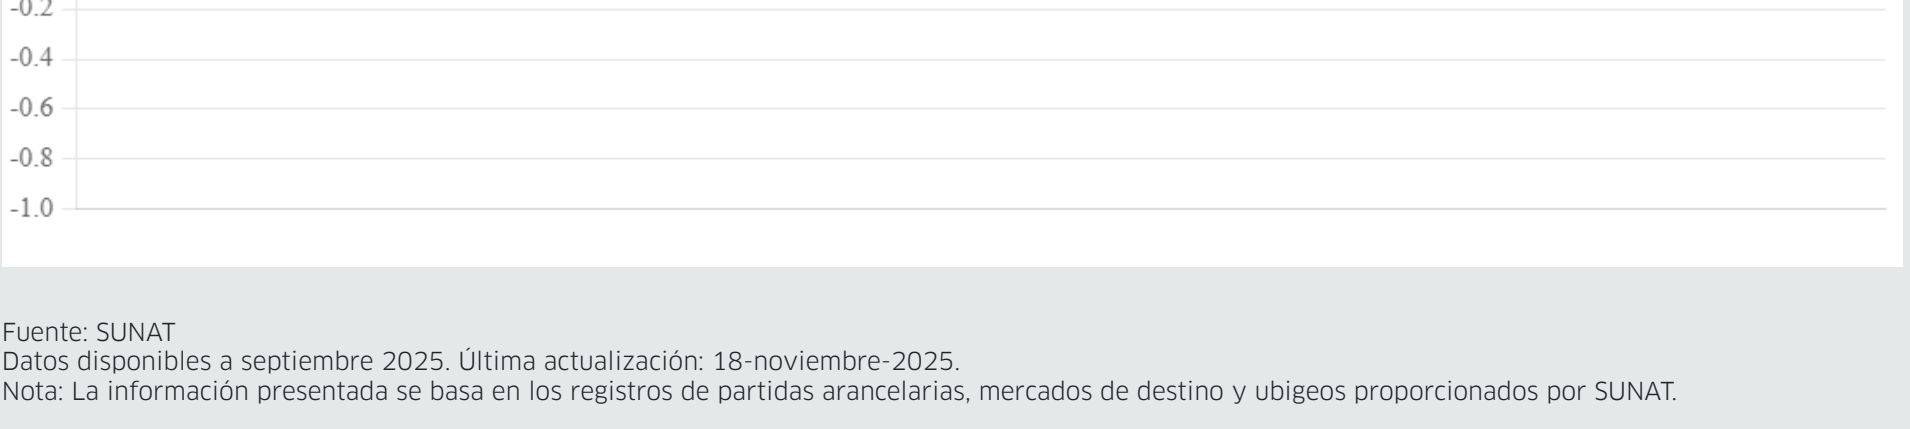 -0.2
-0.4
-0.6
-0.8
-1.0
Fuente: SUNAT
Datos disponibles a septiembre 2025. Última actualización: 18-noviembre-2025.
Nota: La información presentada se basa en los registros de partidas arancelarias, mercados de destino y ubigeos proporcionados por SUNAT.